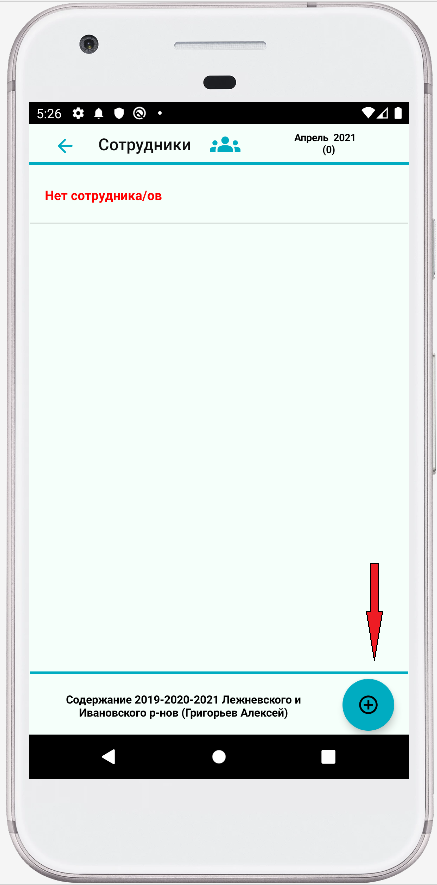 5:26
Сотрудники
Апрель 2021
(0)
Нет сотрудника/ов
Содержание 2019-2020-2021 Лежневского и
Ивановского р-нов (Григорьев Алексей)